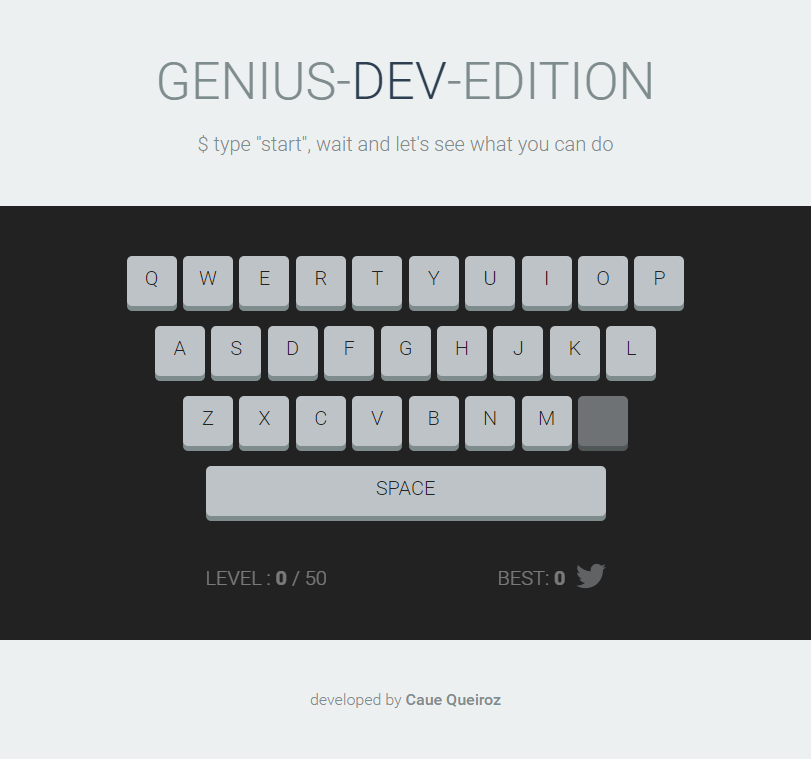 GENIUS-DEV-EDITION
$ type "start", wait and let's see what you can do
Q W E R T Y U I O P
A S D F G H J K L
Z X C V B N M
SPACE
LEVEL : 0 / 50 BEST: 0
developed by Caue Queiroz